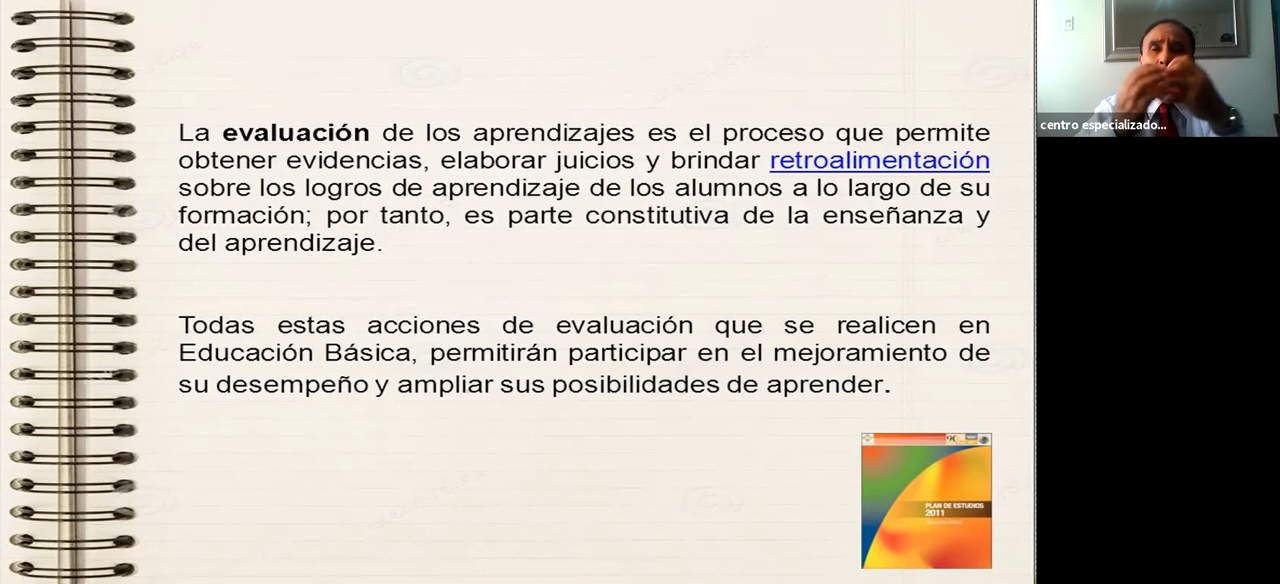 La evaluación de los aprendizajes es el proceso que permite
obtener evidencias, elaborar juicios y brindar retroalimentación
sobre los logros de aprendizaje de los alumnos a lo largo de su
formación; por tanto, es parte constitutiva de la enseñanza y
del aprendizaje.
Todas estas acciones de evaluación que se realicen en
Educación Básica, permitirán participar en el mejoramiento de
su desempeño y ampliar sus posibilidades de aprender.
PLAN DE ESTUDIOS
2011
centro especializado...